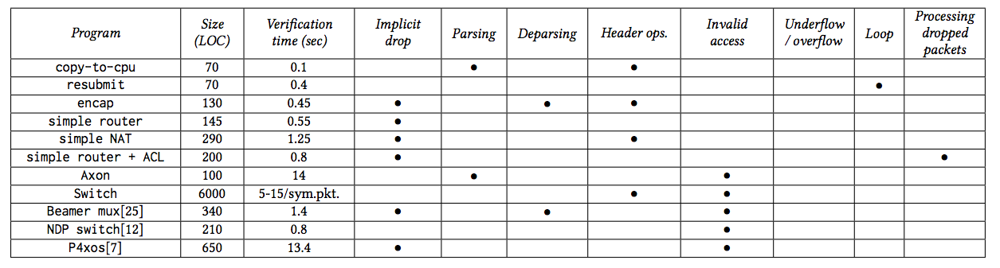 Program | Size (LOC) | Verification time (sec) | Implicit drop | Parsing | Deparsing | Header ops. | Invalid access | Underflow / overflow | Loop | Processing dropped packets
copy-to-cpu | 70 | 0.1 | | ● | | ● | | | |
resubmit | 70 | 0.4 | | | | | | | ● |
encap | 130 | 0.45 | ● | | ● | ● | | | |
simple router | 145 | 0.55 | ● | | | | | | |
simple NAT | 290 | 1.25 | ● | | | ● | | | |
simple router + ACL | 200 | 0.8 | ● | | | | | | | ●
Axon | 100 | 14 | | ● | | | ● | | |
Switch | 6000 | 5-15/sym.pkt. | | | | ● | ● | | |
Beamer mux[25] | 340 | 1.4 | ● | | ● | | ● | | |
NDP switch[12] | 210 | 0.8 | | | | | ● | | |
P4xos[7] | 650 | 13.4 | ● | | | | ● | | |